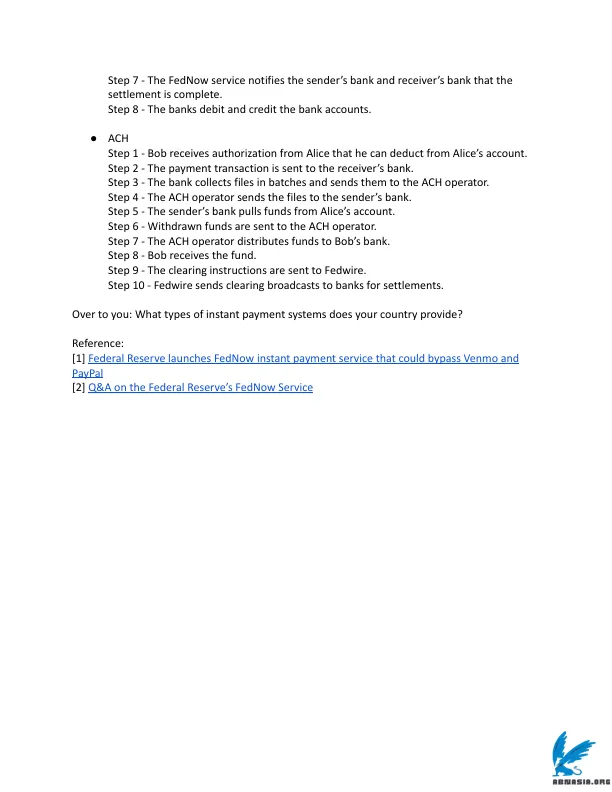 Step 7 - The FedNow service notifies the sender’s bank and receiver’s bank that the
settlement is complete.
Step 8 - The banks debit and credit the bank accounts.
● ACH
Step 1 - Bob receives authorization from Alice that he can deduct from Alice’s account.
Step 2 - The payment transaction is sent to the receiver’s bank.
Step 3 - The bank collects files in batches and sends them to the ACH operator.
Step 4 - The ACH operator sends the files to the sender’s bank.
Step 5 - The sender’s bank pulls funds from Alice’s account.
Step 6 - Withdrawn funds are sent to the ACH operator.
Step 7 - The ACH operator distributes funds to Bob’s bank.
Step 8 - Bob receives the fund.
Step 9 - The clearing instructions are sent to Fedwire.
Step 10 - Fedwire sends clearing broadcasts to banks for settlements.
Over to you: What types of instant payment systems does your country provide?
Reference:
[1] Federal Reserve launches FedNow instant payment service that could bypass Venmo and
PayPal
[2] Q&A on the Federal Reserve’s FedNow Service
ABNASIA.ORG